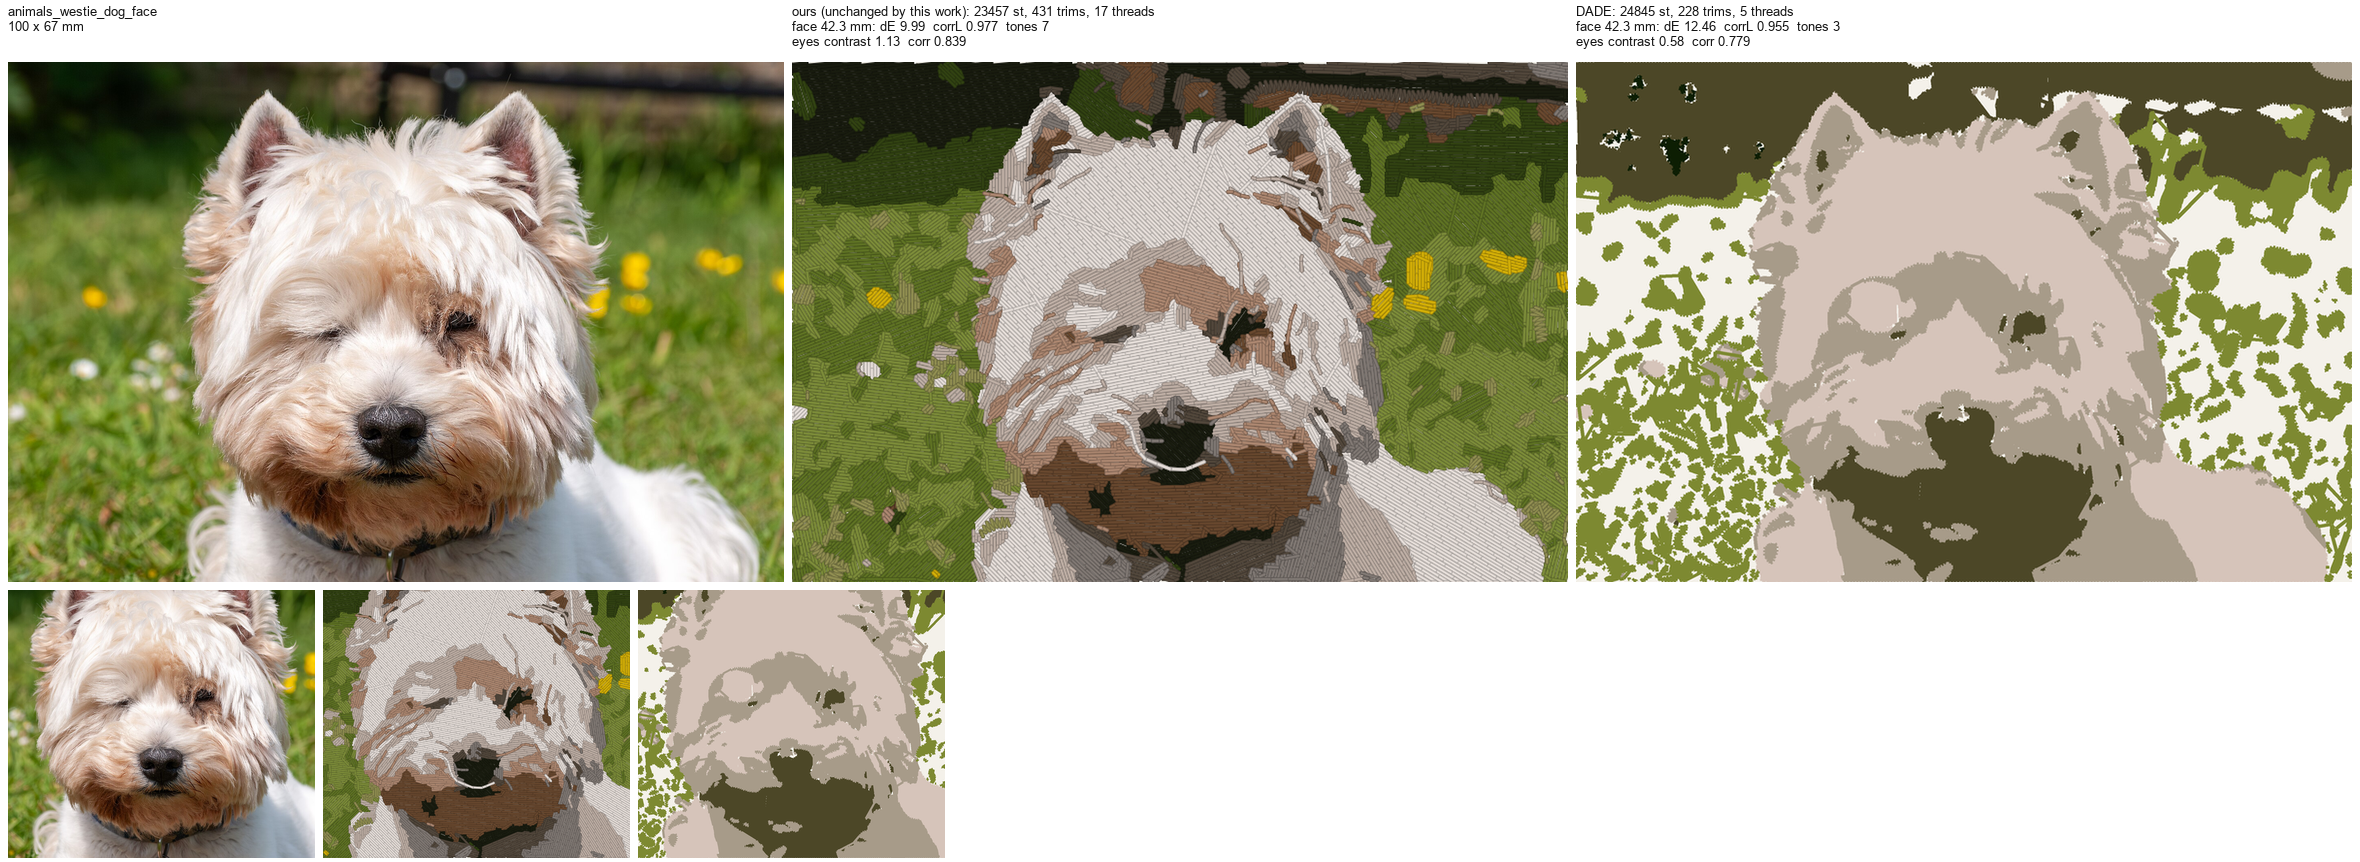 animals_westie_dog_face
100 x 67 mm
ours (unchanged by this work): 23457 st, 431 trims, 17 threads
face 42.3 mm: dE 9.99 corrL 0.977 tones 7
eyes contrast 1.13 corr 0.839
DADE: 24845 st, 228 trims, 5 threads
face 42.3 mm: dE 12.46 corrL 0.955 tones 3
eyes contrast 0.58 corr 0.779